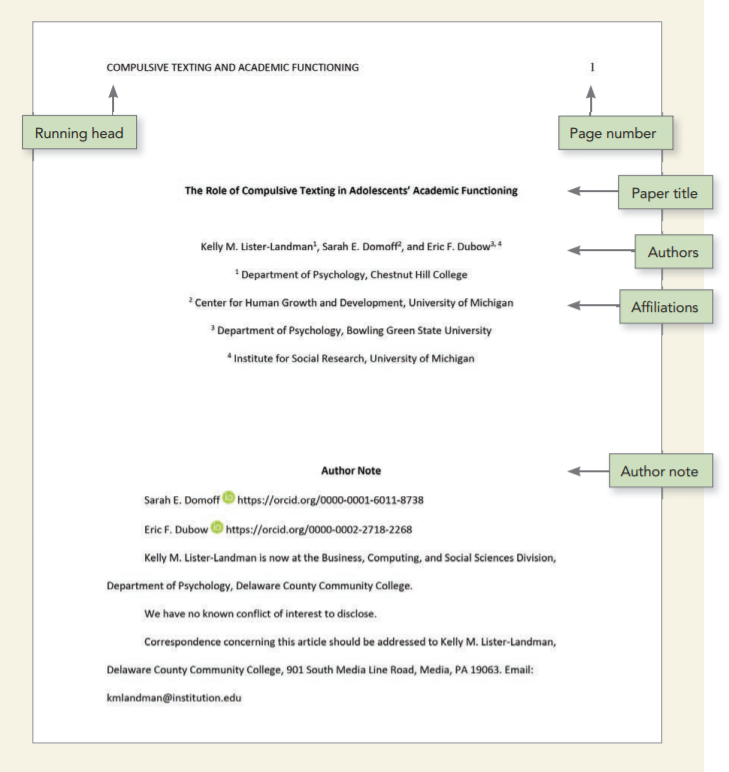 COMPULSIVE TEXTING AND ACADEMIC FUNCTIONING 1
Running head
Page number
The Role of Compulsive Texting in Adolescents’ Academic Functioning
Paper title
Kelly M. Lister-Landman¹, Sarah E. Domoff², and Eric F. Dubow³,⁴
Authors
¹ Department of Psychology, Chestnut Hill College
² Center for Human Growth and Development, University of Michigan
Affiliations
³ Department of Psychology, Bowling Green State University
⁴ Institute for Social Research, University of Michigan
Author Note
Author note
Sarah E. Domoff iD https://orcid.org/0000-0001-6011-8738
Eric F. Dubow iD https://orcid.org/0000-0002-2718-2268
Kelly M. Lister-Landman is now at the Business, Computing, and Social Sciences Division,
Department of Psychology, Delaware County Community College.
We have no known conflict of interest to disclose.
Correspondence concerning this article should be addressed to Kelly M. Lister-Landman,
Delaware County Community College, 901 South Media Line Road, Media, PA 19063. Email:
kmlandman@institution.edu